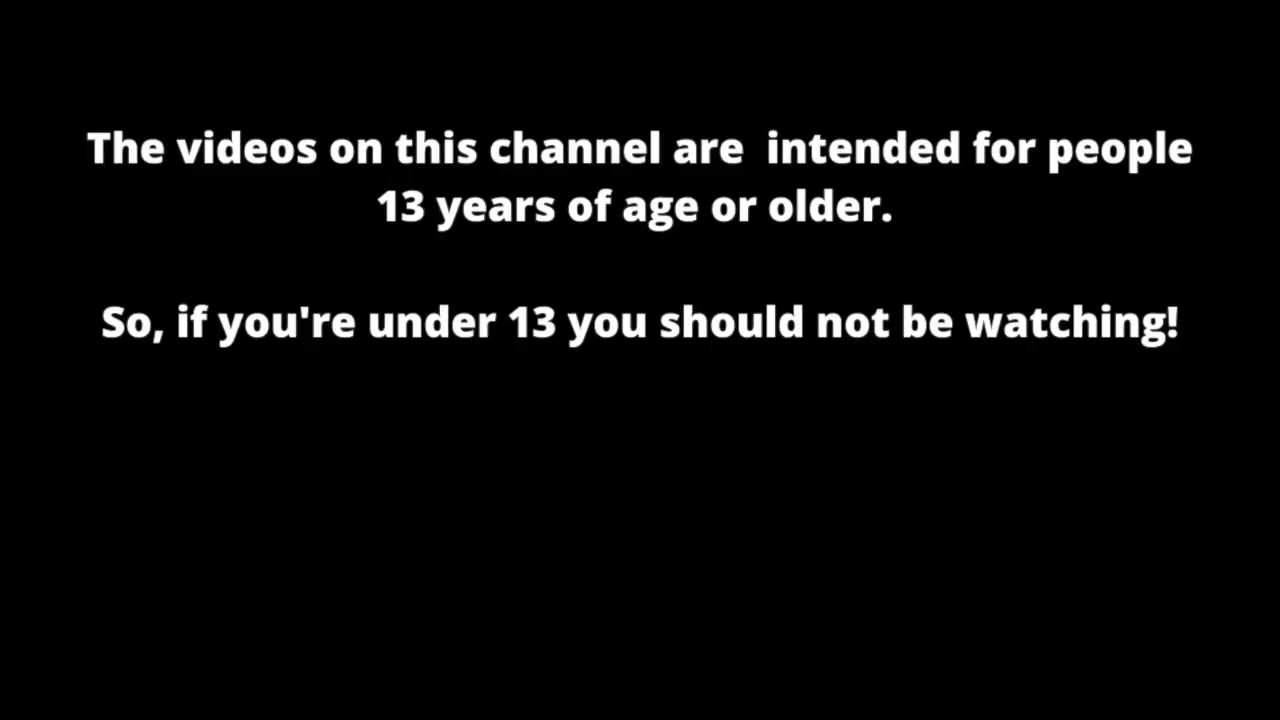 The videos on this channel are  intended for people
13 years of age or older.
So, if you're under 13 you should not be watching!